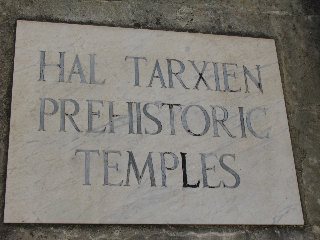 HAL TARXIEN
PREHISTORIC
TEMPLES